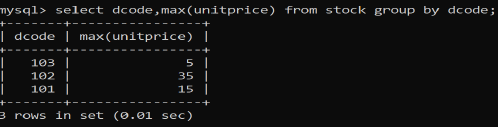 mysql> select dcode,max(unitprice) from stock group by dcode;
+-------+----------------+
| dcode | max(unitprice) |
+-------+----------------+
|   103 |              5 |
|   102 |             35 |
|   101 |             15 |
+-------+----------------+
3 rows in set (0.01 sec)